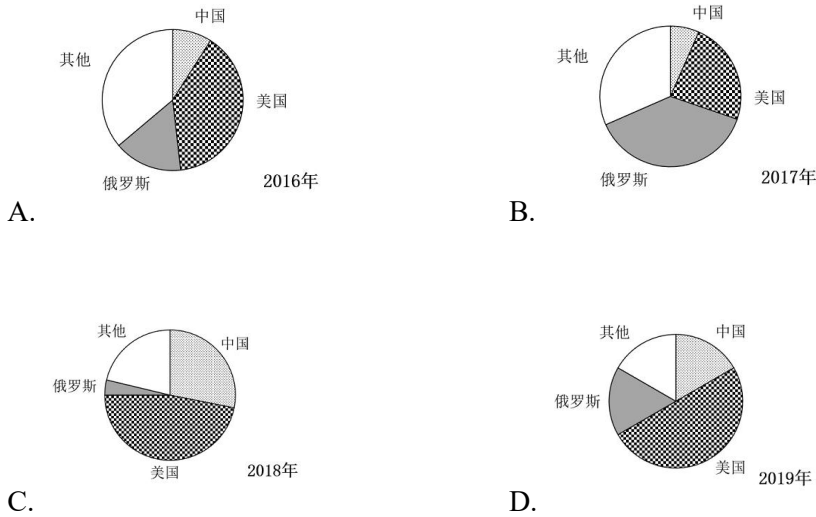 中国
其他
美国
俄罗斯
2016年
A.
中国
其他
美国
俄罗斯
2017年
B.
其他
中国
俄罗斯
美国
2018年
C.
其他
中国
俄罗斯
美国
2019年
D.